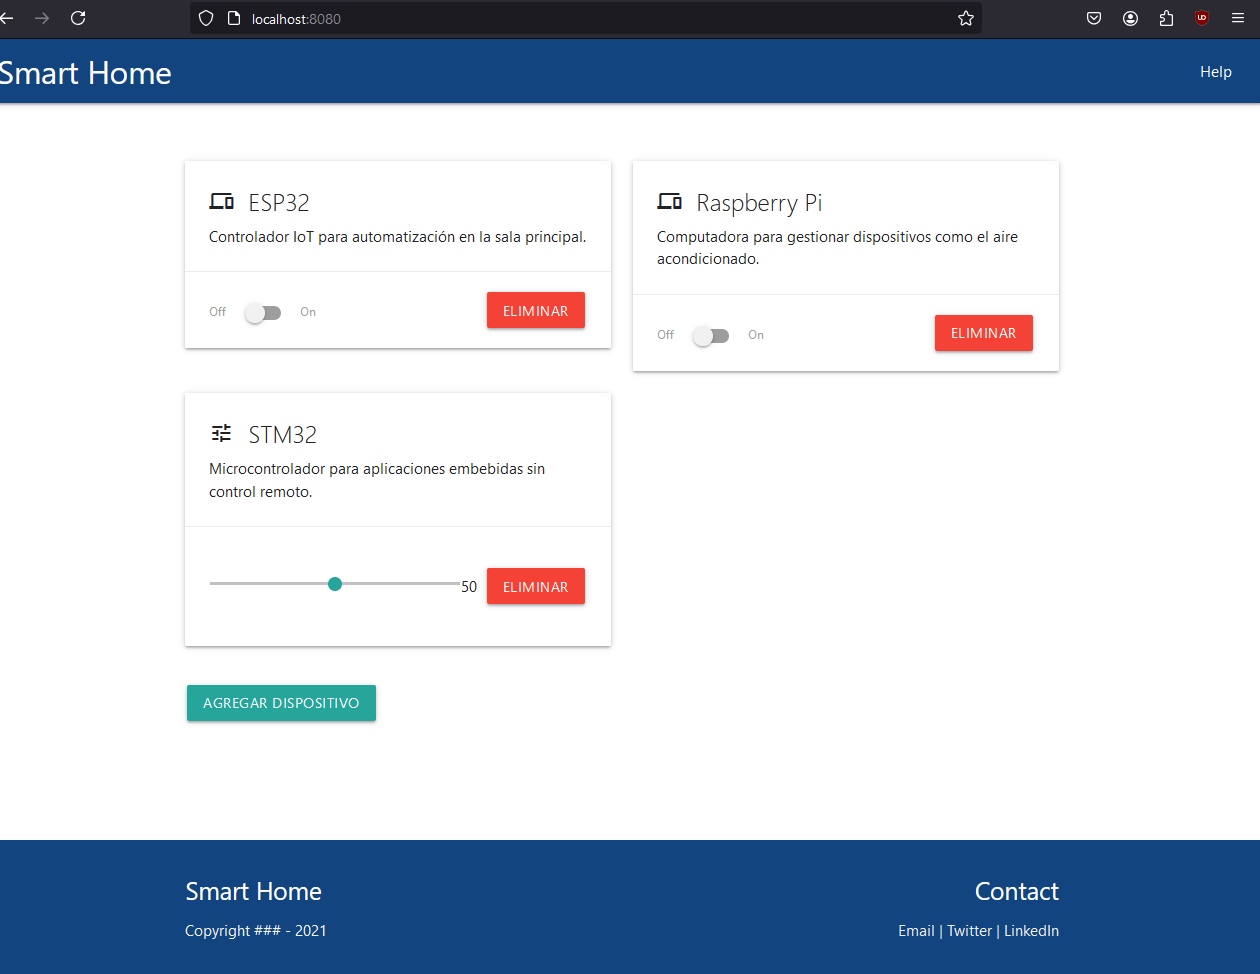 localhost:8080
Smart Home
Help
ESP32
Controlador IoT para automatización en la sala principal.
Off
On
ELIMINAR
Raspberry Pi
Computadora para gestionar dispositivos como el aire
acondicionado.
Off
On
ELIMINAR
STM32
Microcontrolador para aplicaciones embebidas sin
control remoto.
50
ELIMINAR
AGREGAR DISPOSITIVO
Smart Home
Copyright ### - 2021
Contact
Email | Twitter | LinkedIn